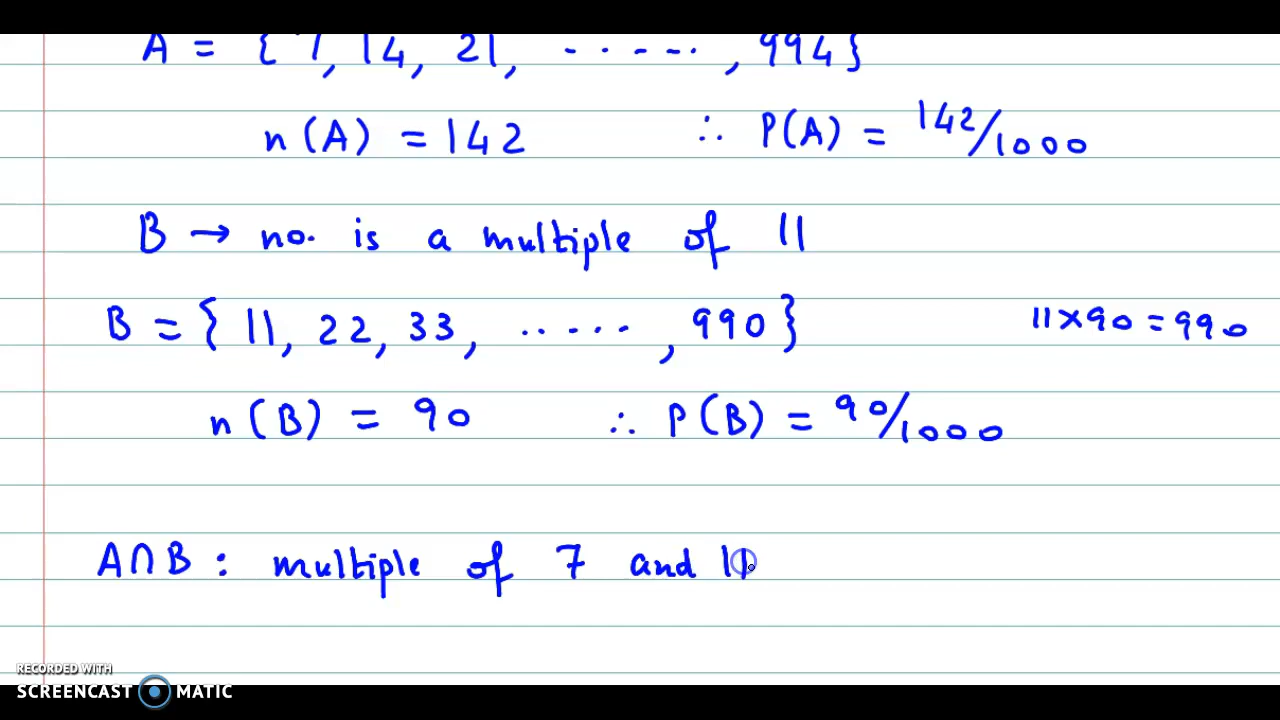 A = { 7, 14, 21, ......, 994 }
n (A) = 142 ∴ P(A) = 142/1000
B → no. is a multiple of 11
B = { 11, 22, 33, ......, 990 } 11 × 90 = 990
n (B) = 90 ∴ P(B) = 90/1000
A∩B : multiple of 7 and 11
RECORDED WITH
SCREENCAST MATIC